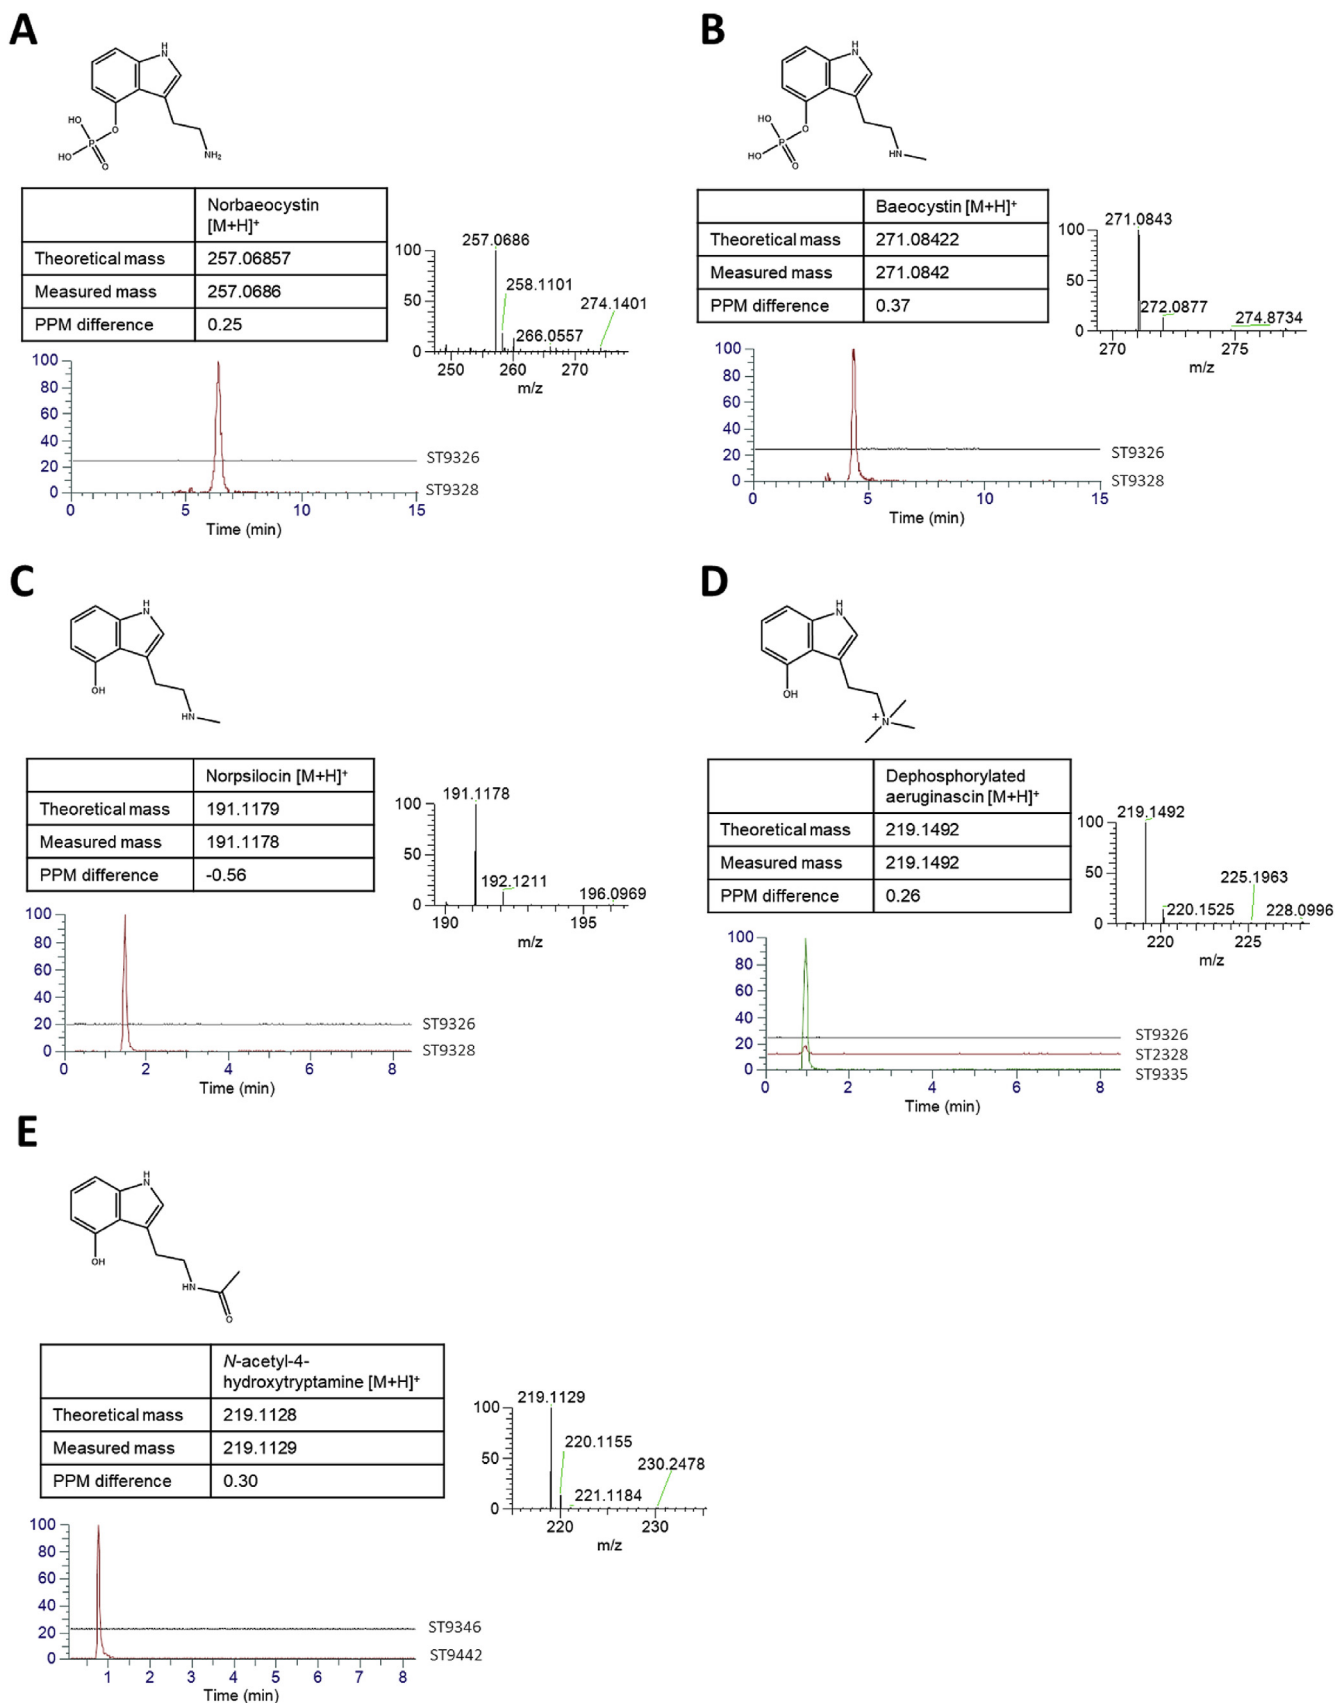 A
H
N
HO
HO
P
O
O
NH₂
Norbaeocystin
[M+H]⁺
Theoretical mass 257.06857
Measured mass 257.0686
PPM difference 0.25
257.0686
100
258.1101
274.1401
50
266.0557
0
250 260 270
m/z
100
80
60
40
20
0
ST9326
ST9328
0 5 10 15
Time (min)
B
H
N
HO
HO
P
O
O
HN
Baeocystin [M+H]⁺
Theoretical mass 271.08422
Measured mass 271.0842
PPM difference 0.37
271.0843
100
50
272.0877
274.8734
0
270 275
m/z
100
80
60
40
20
0
ST9326
ST9328
0 5 10 15
Time (min)
C
H
N
OH
HN
Norpsilocin [M+H]⁺
Theoretical mass 191.1179
Measured mass 191.1178
PPM difference -0.56
191.1178
100
50
192.1211
196.0969
0
190 195
m/z
100
80
60
40
20
0
ST9326
ST9328
0 2 4 6 8
Time (min)
D
H
N
OH
+
N
Dephosphorylated
aeruginascin [M+H]⁺
Theoretical mass 219.1492
Measured mass 219.1492
PPM difference 0.26
219.1492
100
50
225.1963
220.1525
228.0996
0
220 225
m/z
100
80
60
40
20
0
ST9326
ST2328
ST9335
0 2 4 6 8
Time (min)
E
H
N
OH
HN
O
N-acetyl-4-
hydroxytryptamine [M+H]⁺
Theoretical mass 219.1128
Measured mass 219.1129
PPM difference 0.30
219.1129
100
220.1155
50
230.2478
221.1184
0
220 230
m/z
100
80
60
40
20
0
ST9346
ST9442
1 2 3 4 5 6 7 8
Time (min)